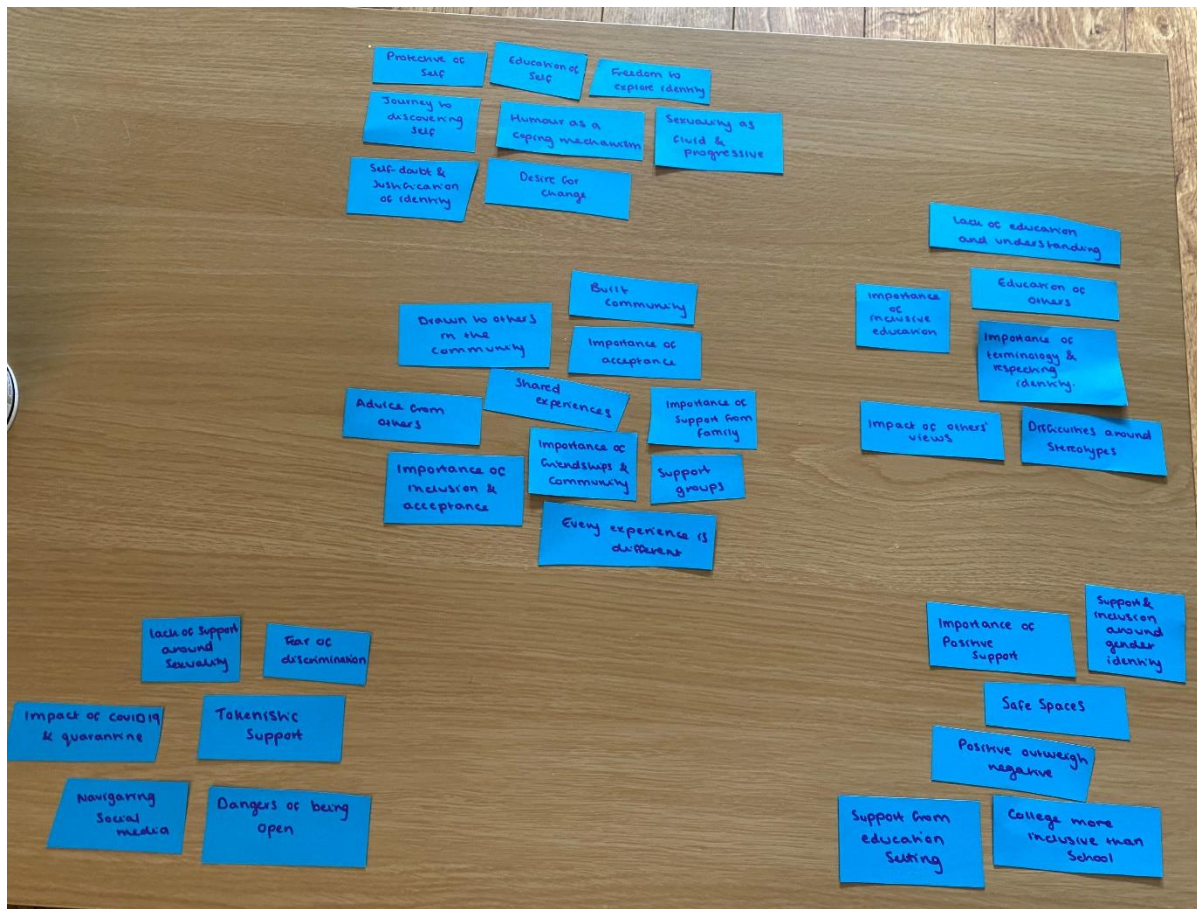 Protective of
Self
Education of
Self
Freedom to
explore identity
Journey to
discovering
Self
Humour as a
coping mechanism
Sexuality as
fluid &
progressive
Self-doubt &
Justification
of identity
Desire for
change
Lack of education
and understanding
Importance
of
inclusive
education
Education of
others
Importance of
terminology &
respecting
identity.
Impact of others'
views
Difficulties around
Stereotypes
Built
Community
Drawn to others
in the
community
Importance of
acceptance
Shared
experiences
Advice from
others
Importance of
Support from
family
Importance of
inclusion &
acceptance
Importance of
friendships &
Community
Support
groups
Every experience is
different
Lack of Support
around
Sexuality
Fear of
discrimination
Impact of COVID19
& quarantine
Tokenistic
Support
Navigating
Social
media
Dangers of being
open
Importance of
Positive
Support
Support &
inclusion
around
gender
identity
Safe Spaces
Positive outweigh
negative
Support from
education
Setting
College more
inclusive than
School